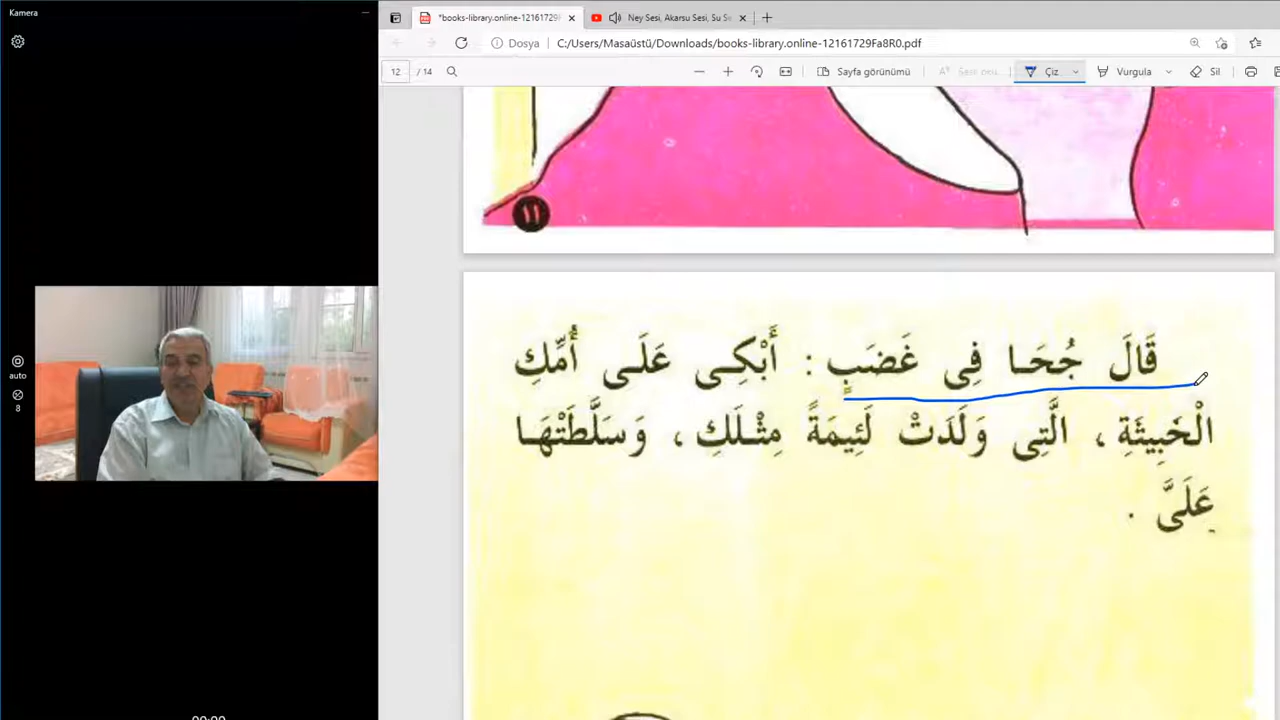 Kamera
*books-library.online-12161729
Ney Sesi, Akarsu Sesi, Su S
Dosya
C:/Users/Masaüstü/Downloads/books-library.online-12161729Fa8R0.pdf
12 / 14
Sayfa görünümü
Çiz
Vurgula
Sil
١١
auto
8
قَالَ جُحَا فِى غَضَبٍ : أَبْكِى عَلَى أُمِّكِ
الْخَبِيثَةِ ، الَّتِى وَلَدَتْ لَئِيمَةً مِثْلَكِ ، وَسَلَّطَتْهَا
عَلَىَّ .